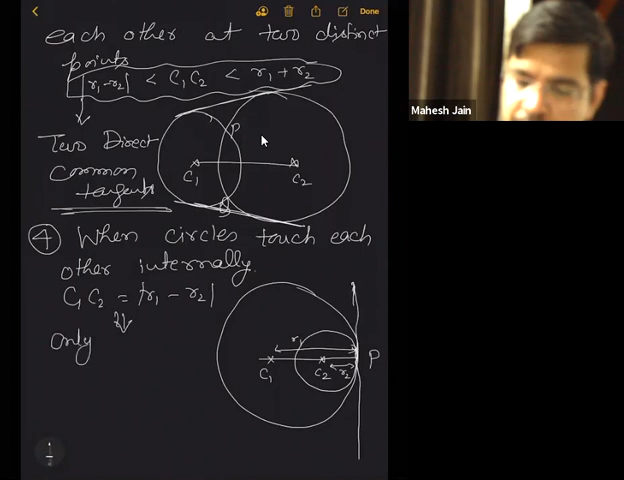 Done
each other at two distinct
points
|r₁-r₂| < C₁C₂ < r₁+r₂
Two Direct
Common
tangents
P
C₁
C₂
Q
④ When circles touch each
other internally.
C₁C₂ = |r₁ - r₂|
Only
r₁
C₁
C₂
r₂
P
Mahesh Jain